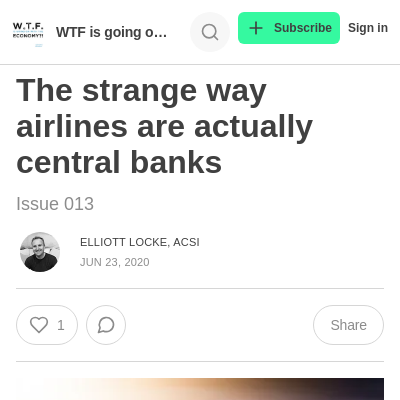 W.T.F.
ECONOMY!!
WTF is going o…
Subscribe
Sign in
The strange way
airlines are actually
central banks
Issue 013
ELLIOTT LOCKE, ACSI
JUN 23, 2020
1
Share